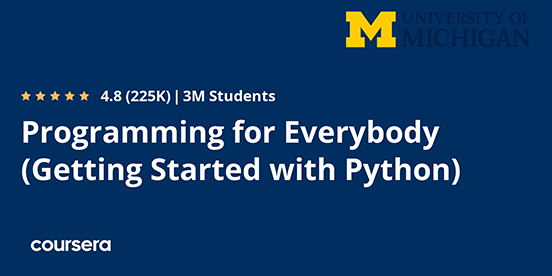 M UNIVERSITY OF
MICHIGAN
4.8 (225K) | 3M Students
Programming for Everybody
(Getting Started with Python)
coursera